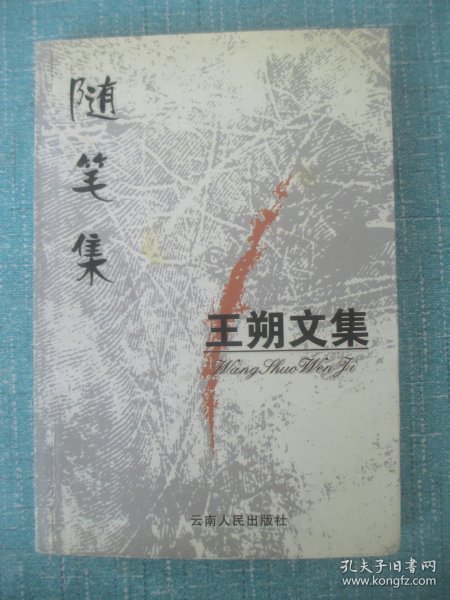 随笔集
王朔文集
Wang Shuo Wen Ji
云南人民出版社
孔夫子旧书网
www.kongfz.com